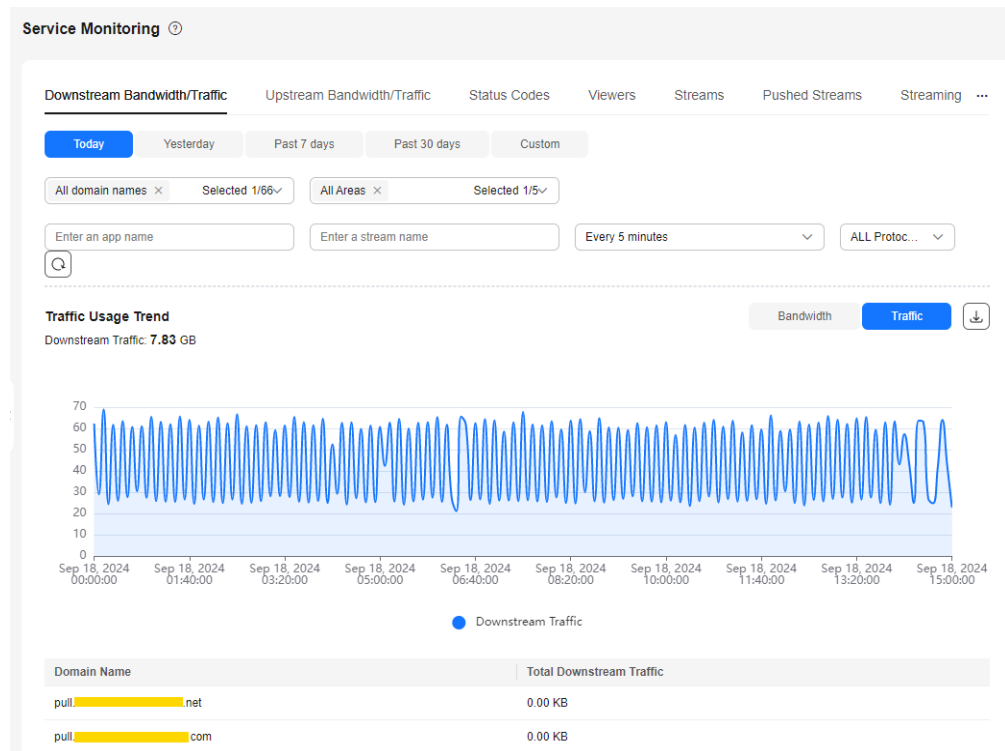 Service Monitoring ?
Downstream Bandwidth/Traffic Upstream Bandwidth/Traffic Status Codes Viewers Streams Pushed Streams Streaming ...
Today Yesterday Past 7 days Past 30 days Custom
All domain names × Selected 1/66 All Areas × Selected 1/5
Enter an app name Enter a stream name Every 5 minutes ALL Protoc...
Traffic Usage Trend Bandwidth Traffic
Downstream Traffic: 7.83 GB
70
60
50
40
30
20
10
0
Sep 18, 2024 Sep 18, 2024 Sep 18, 2024 Sep 18, 2024 Sep 18, 2024 Sep 18, 2024 Sep 18, 2024 Sep 18, 2024 Sep 18, 2024 Sep 18, 2024
00:00:00 01:40:00 03:20:00 05:00:00 06:40:00 08:20:00 10:00:00 11:40:00 13:20:00 15:00:00
Downstream Traffic
Domain Name Total Downstream Traffic
pull. .net 0.00 KB
pull. com 0.00 KB